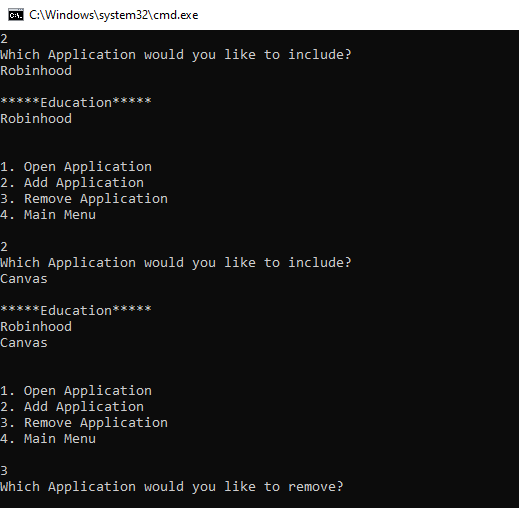 C:\Windows\system32\cmd.exe
2
Which Application would you like to include?
Robinhood
*****Education*****
Robinhood
1. Open Application
2. Add Application
3. Remove Application
4. Main Menu
2
Which Application would you like to include?
Canvas
*****Education*****
Robinhood
Canvas
1. Open Application
2. Add Application
3. Remove Application
4. Main Menu
3
Which Application would you like to remove?